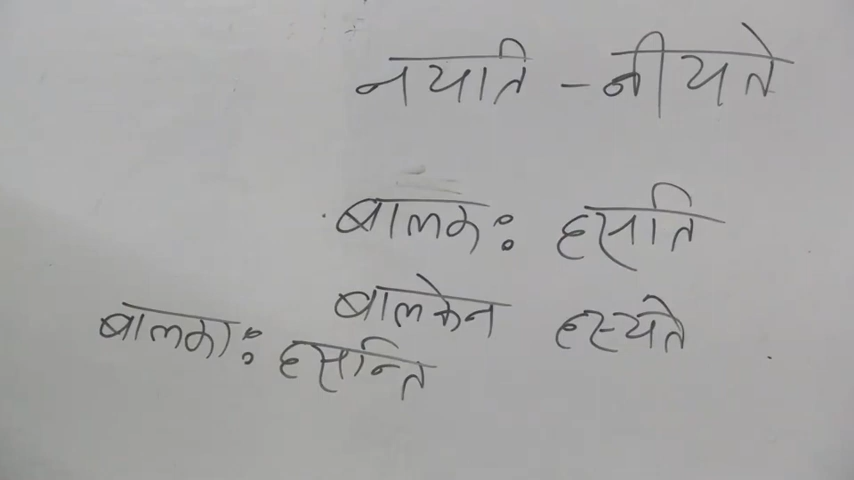 नयति - नीयते
बालकः हसति
बालकेन हस्यते
बालकाः हसन्ति